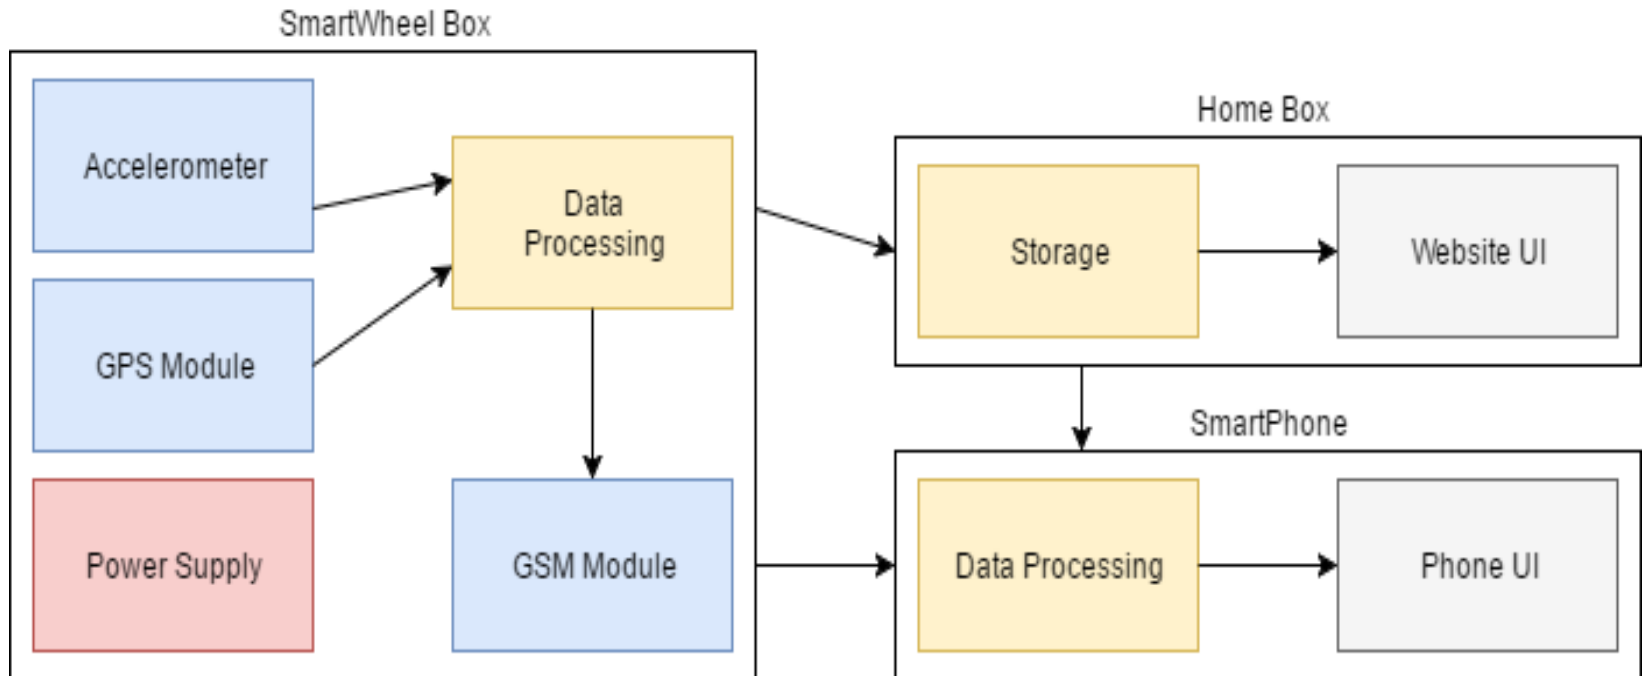 SmartWheel Box
Accelerometer
Data
Processing
GPS Module
Power Supply
GSM Module
Home Box
Storage
Website UI
SmartPhone
Data Processing
Phone UI